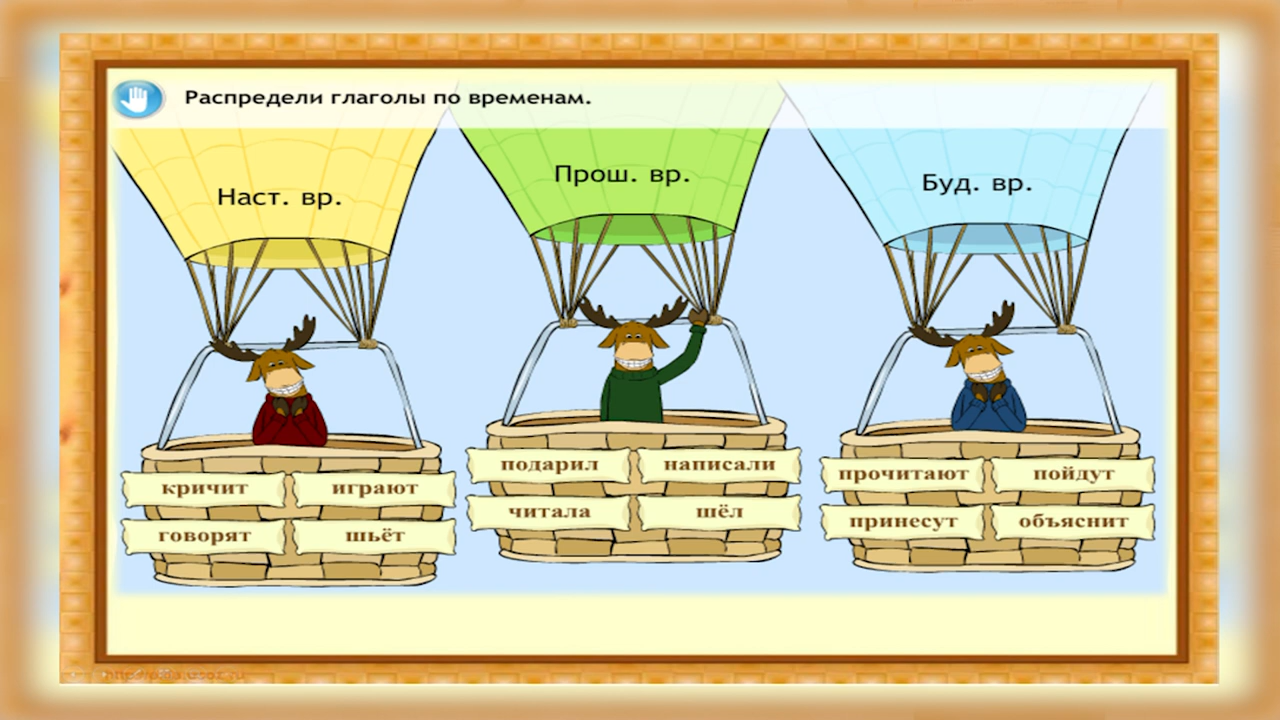 Распредели глаголы по временам.
Наст. вр.
кричит играют
говорят шьёт
Прош. вр.
подарил написали
читала шёл
Буд. вр.
прочитают пойдут
принесут объяснит